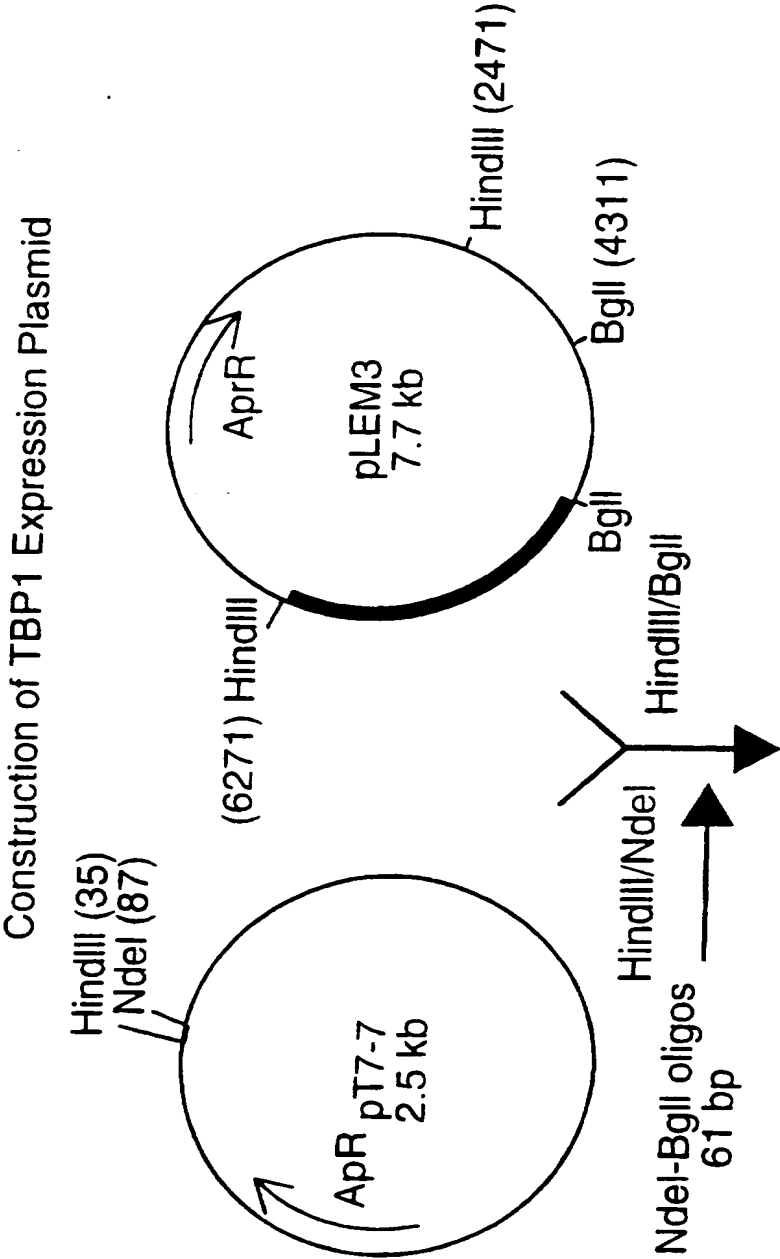 Construction of TBP1 Expression Plasmid
HindIII (35)
NdeI (87)
ApR
pT7-7
2.5 kb
(6271) HindIII
AprR
pLEM3
7.7 kb
HindIII (2471)
BglI (4311)
BglI
HindIII/NdeI
HindIII/BglI
NdeI-BglI oligos
61 bp